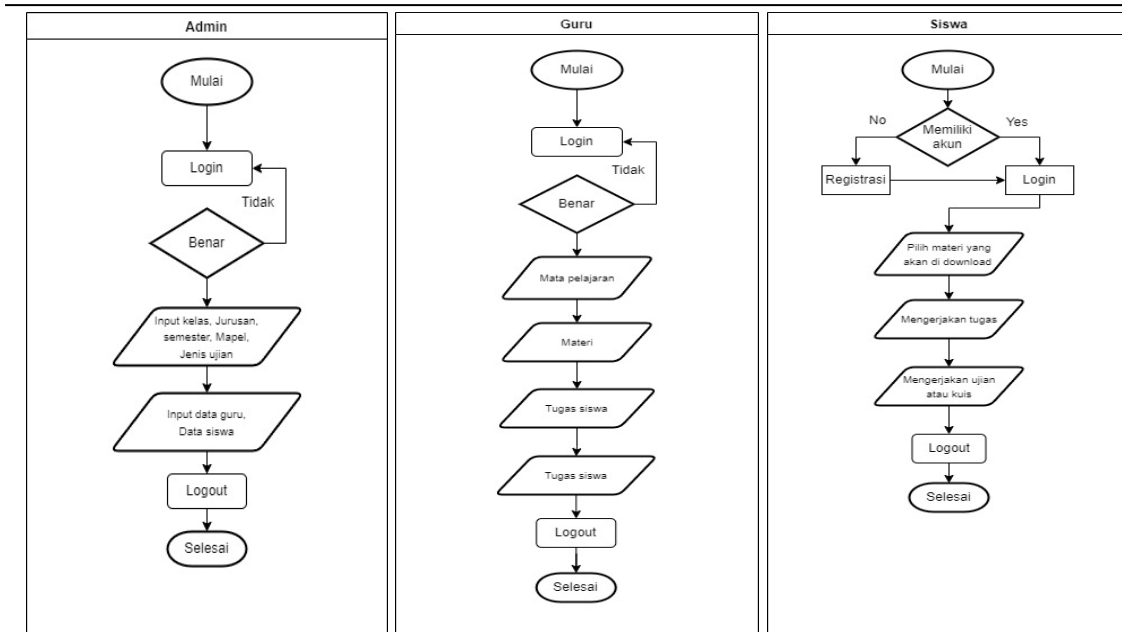 Admin
Mulai
Login
Tidak
Benar
Input kelas, Jurusan,
semester, Mapel,
Jenis ujian
Input data guru,
Data siswa
Logout
Selesai
Guru
Mulai
Login
Tidak
Benar
Mata pelajaran
Materi
Tugas siswa
Tugas siswa
Logout
Selesai
Siswa
Mulai
No
Memiliki
akun
Yes
Registrasi
Login
Pilih materi yang
akan di download
Mengerjakan tugas
Mengerjakan ujian
atau kuis
Logout
Selesai